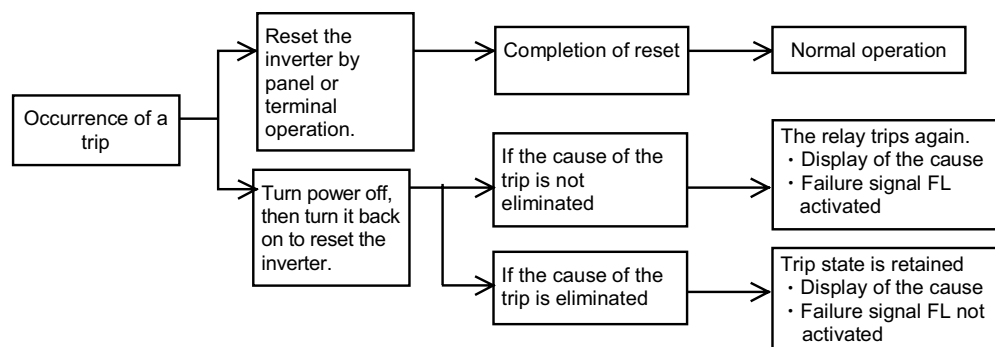 Occurrence of a
trip
Reset the
inverter by
panel or
terminal
operation.
Completion of reset
Normal operation
Turn power off,
then turn it back
on to reset the
inverter.
If the cause of the
trip is not
eliminated
The relay trips again.
・Display of the cause
・Failure signal FL
activated
If the cause of the
trip is eliminated
Trip state is retained
・Display of the cause
・Failure signal FL not
activated